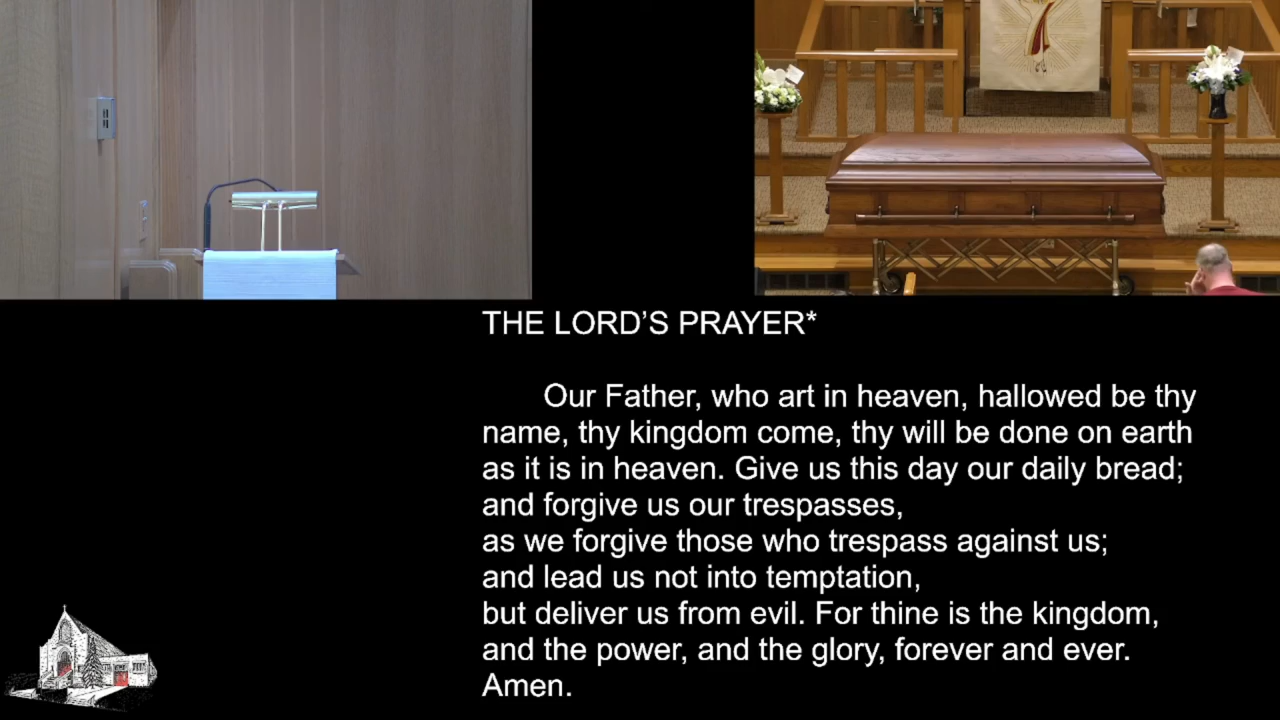 THE LORD’S PRAYER*
Our Father, who art in heaven, hallowed be thy
name, thy kingdom come, thy will be done on earth
as it is in heaven. Give us this day our daily bread;
and forgive us our trespasses,
as we forgive those who trespass against us;
and lead us not into temptation,
but deliver us from evil. For thine is the kingdom,
and the power, and the glory, forever and ever.
Amen.